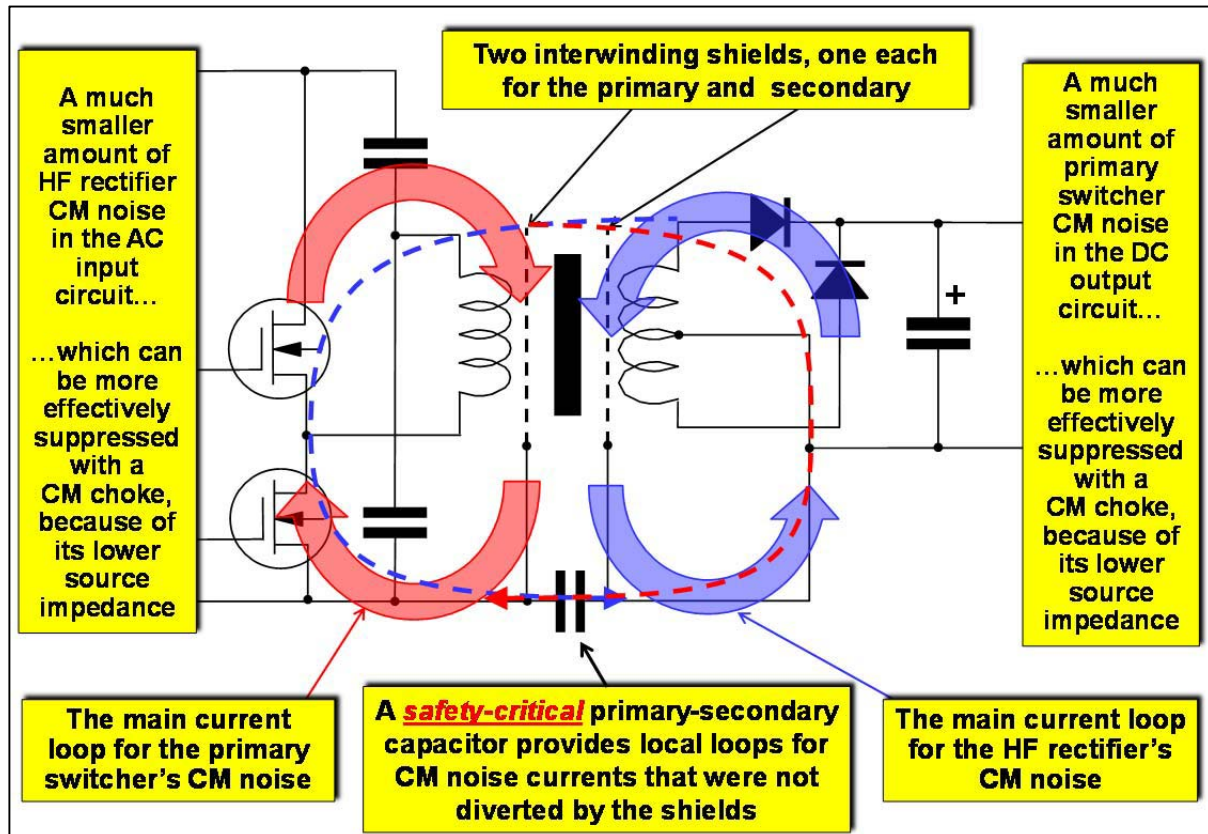 Two interwinding shields, one each
for the primary and secondary
A much
smaller
amount of
HF rectifier
CM noise
in the AC
input
circuit...
...which can
be more
effectively
suppressed
with a
CM choke,
because of
its lower
source
impedance
A much
smaller
amount of
primary
switcher
CM noise
in the DC
output
circuit...
...which can
be more
effectively
suppressed
with a
CM choke,
because of
its lower
source
impedance
+
The main current
loop for the primary
switcher's CM noise
A safety-critical primary-secondary
capacitor provides local loops for
CM noise currents that were not
diverted by the shields
The main current loop
for the HF rectifier's
CM noise